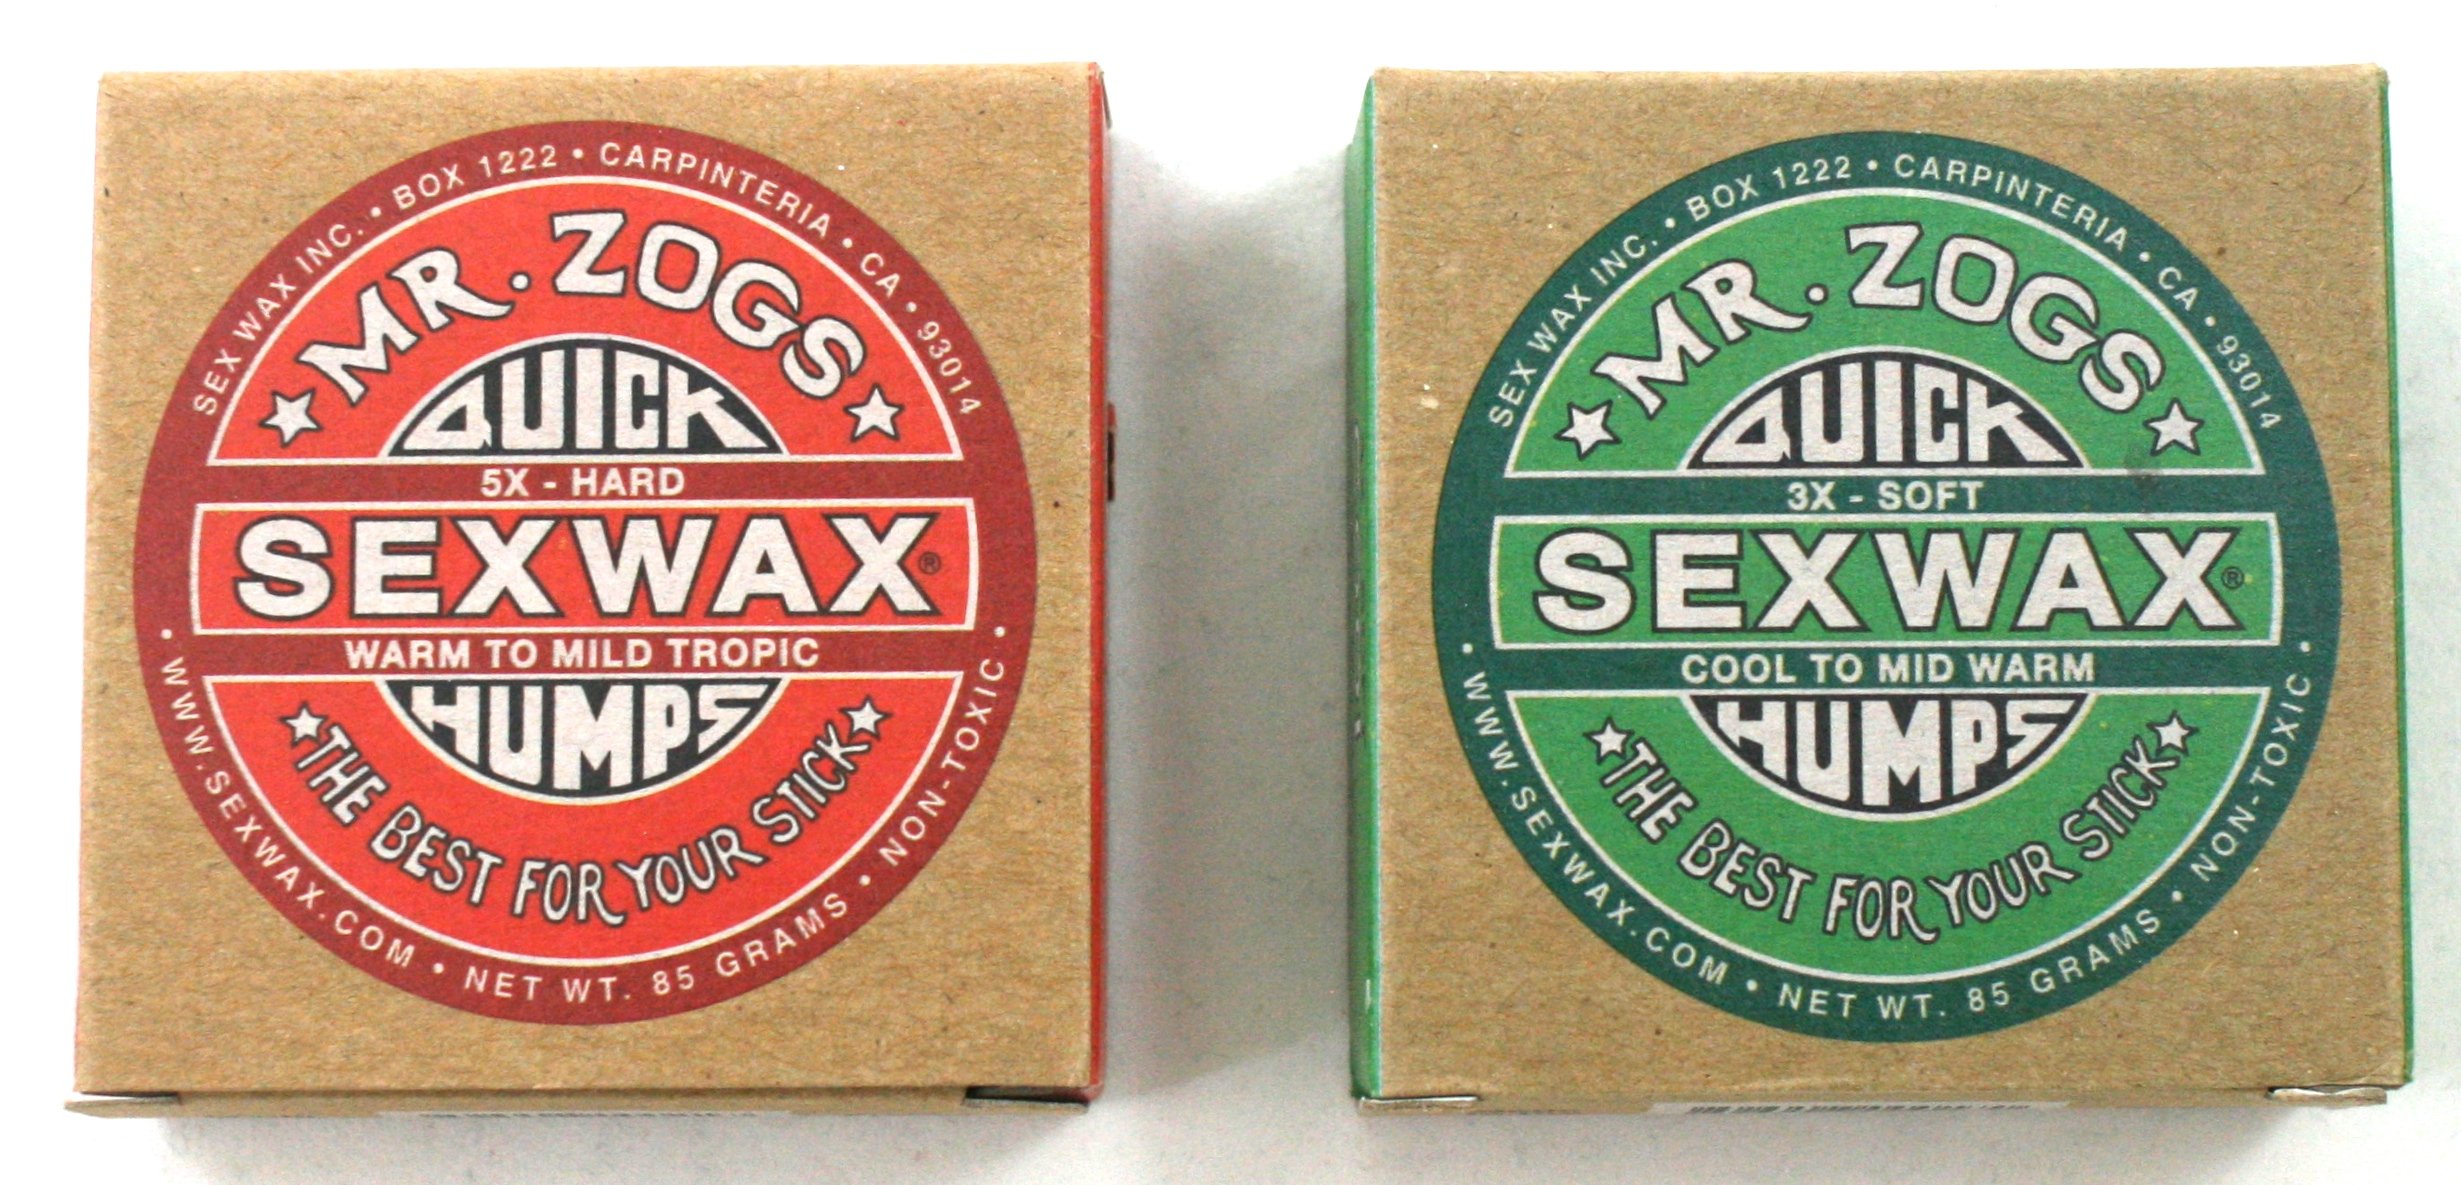 SEX WAX INC. • BOX 1222 • CARPINTERIA • CA • 93014
MR. ZOGS
QUICK
5X - HARD
SEXWAX®
WARM TO MILD TROPIC
HUMPS
THE BEST FOR YOUR STICK
• WWW.SEXWAX.COM • NET WT. 85 GRAMS • NON-TOXIC •
SEX WAX INC. • BOX 1222 • CARPINTERIA • CA • 93014
MR. ZOGS
QUICK
3X - SOFT
SEXWAX®
COOL TO MID WARM
HUMPS
THE BEST FOR YOUR STICK
• WWW.SEXWAX.COM • NET WT. 85 GRAMS • NON-TOXIC •